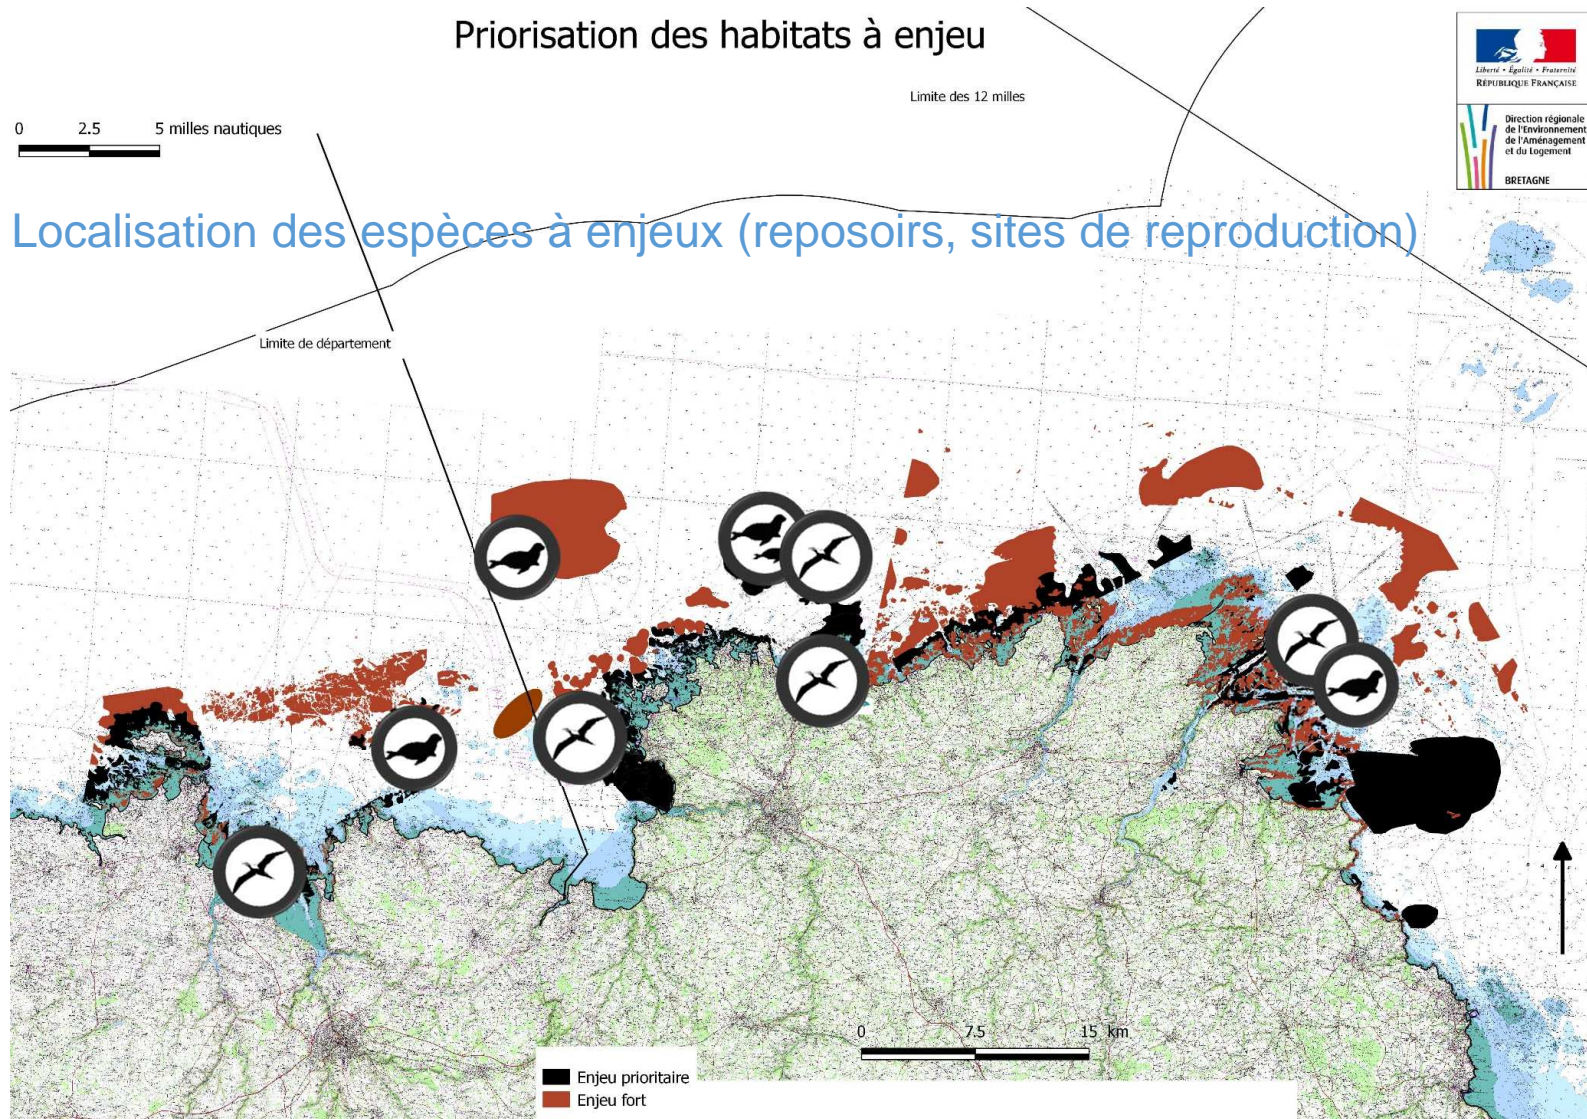 Priorisation des habitats à enjeu
Liberté • Égalité • Fraternité
RÉPUBLIQUE FRANÇAISE
Limite des 12 milles
0 2.5 5 milles nautiques
Direction régionale
de l'Environnement
de l'Aménagement
et du Logement
BRETAGNE
Localisation des espèces à enjeux (reposoirs, sites de reproduction)
Limite de département
0 7.5 15 km
Enjeu prioritaire
Enjeu fort